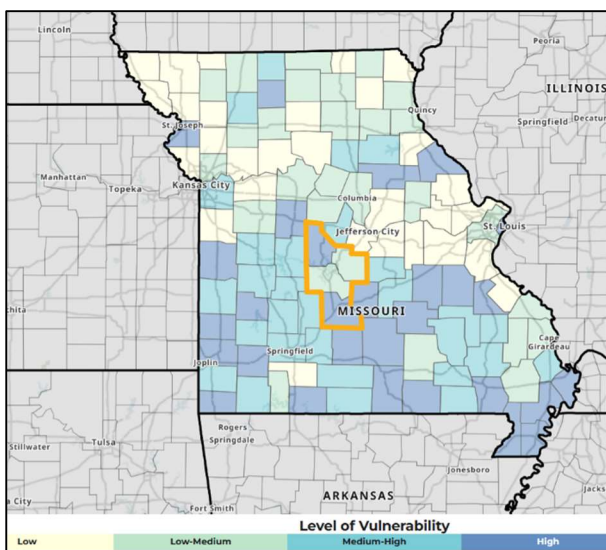 Lincoln
Peoria
ILLINOIS
Quincy
Springfield
Decatur
St. Joseph
Manhattan
Topeka
Kansas City
Columbia
Jefferson City
St. Louis
MISSOURI
Cape
Girardeau
Springfield
Joplin
Rogers
Springdale
Stillwater
Tulsa
Jonesboro
ARKANSAS
Fort Smith
Level of Vulnerability
Low Low-Medium Medium-High High